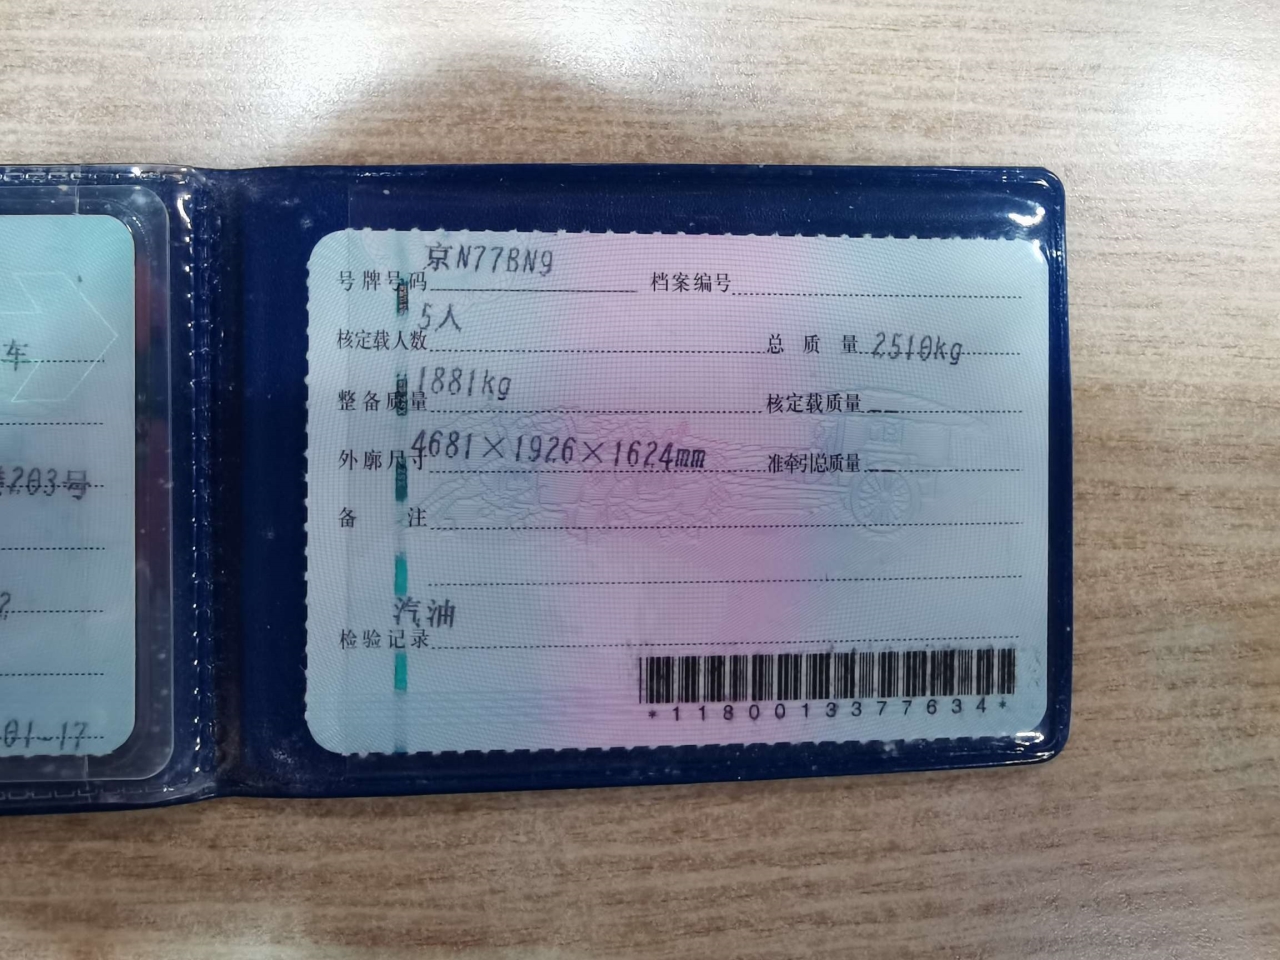 车
203号
01-17
号牌号码 京N77BN9 档案编号
核定载人数 5人 总质量 2510kg
整备质量 1881kg 核定载质量 --
外廓尺寸 4681×1926×1624mm 准牵引总质量 --
备注
汽油
检验记录
*1180013377634*